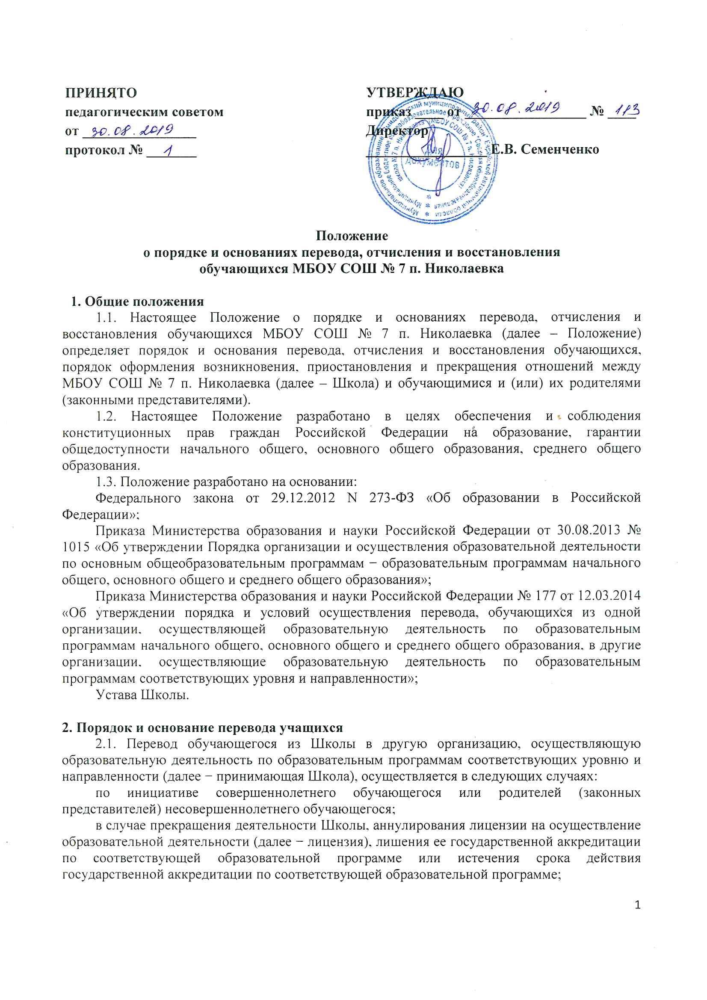 ПРИНЯТО
педагогическим советом
от 30.08.2019
протокол № 1
УТВЕРЖДАЮ
приказ ____ от 30.08.2019 № 113
Директор
Е.В. Семенченко
для
документов
Положение
о порядке и основаниях перевода, отчисления и восстановления
обучающихся МБОУ СОШ № 7 п. Николаевка
1. Общие положения
1.1. Настоящее Положение о порядке и основаниях перевода, отчисления и
восстановления обучающихся МБОУ СОШ № 7 п. Николаевка (далее – Положение)
определяет порядок и основания перевода, отчисления и восстановления обучающихся,
порядок оформления возникновения, приостановления и прекращения отношений между
МБОУ СОШ № 7 п. Николаевка (далее – Школа) и обучающимися и (или) их родителями
(законными представителями).
1.2. Настоящее Положение разработано в целях обеспечения и соблюдения
конституционных прав граждан Российской Федерации на образование, гарантии
общедоступности начального общего, основного общего образования, среднего общего
образования.
1.3. Положение разработано на основании:
Федерального закона от 29.12.2012 N 273-ФЗ «Об образовании в Российской
Федерации»;
Приказа Министерства образования и науки Российской Федерации от 30.08.2013 №
1015 «Об утверждении Порядка организации и осуществления образовательной деятельности
по основным общеобразовательным программам − образовательным программам начального
общего, основного общего и среднего общего образования»;
Приказа Министерства образования и науки Российской Федерации № 177 от 12.03.2014
«Об утверждении порядка и условий осуществления перевода, обучающихся из одной
организации, осуществляющей образовательную деятельность по образовательным
программам начального общего, основного общего и среднего общего образования, в другие
организации, осуществляющие образовательную деятельность по образовательным
программам соответствующих уровня и направленности»;
Устава Школы.
2. Порядок и основание перевода учащихся
2.1. Перевод обучающегося из Школы в другую организацию, осуществляющую
образовательную деятельность по образовательным программам соответствующих уровню и
направленности (далее − принимающая Школа), осуществляется в следующих случаях:
по инициативе совершеннолетнего обучающегося или родителей (законных
представителей) несовершеннолетнего обучающегося;
в случае прекращения деятельности Школы, аннулирования лицензии на осуществление
образовательной деятельности (далее − лицензия), лишения ее государственной аккредитации
по соответствующей образовательной программе или истечения срока действия
государственной аккредитации по соответствующей образовательной программе;
1